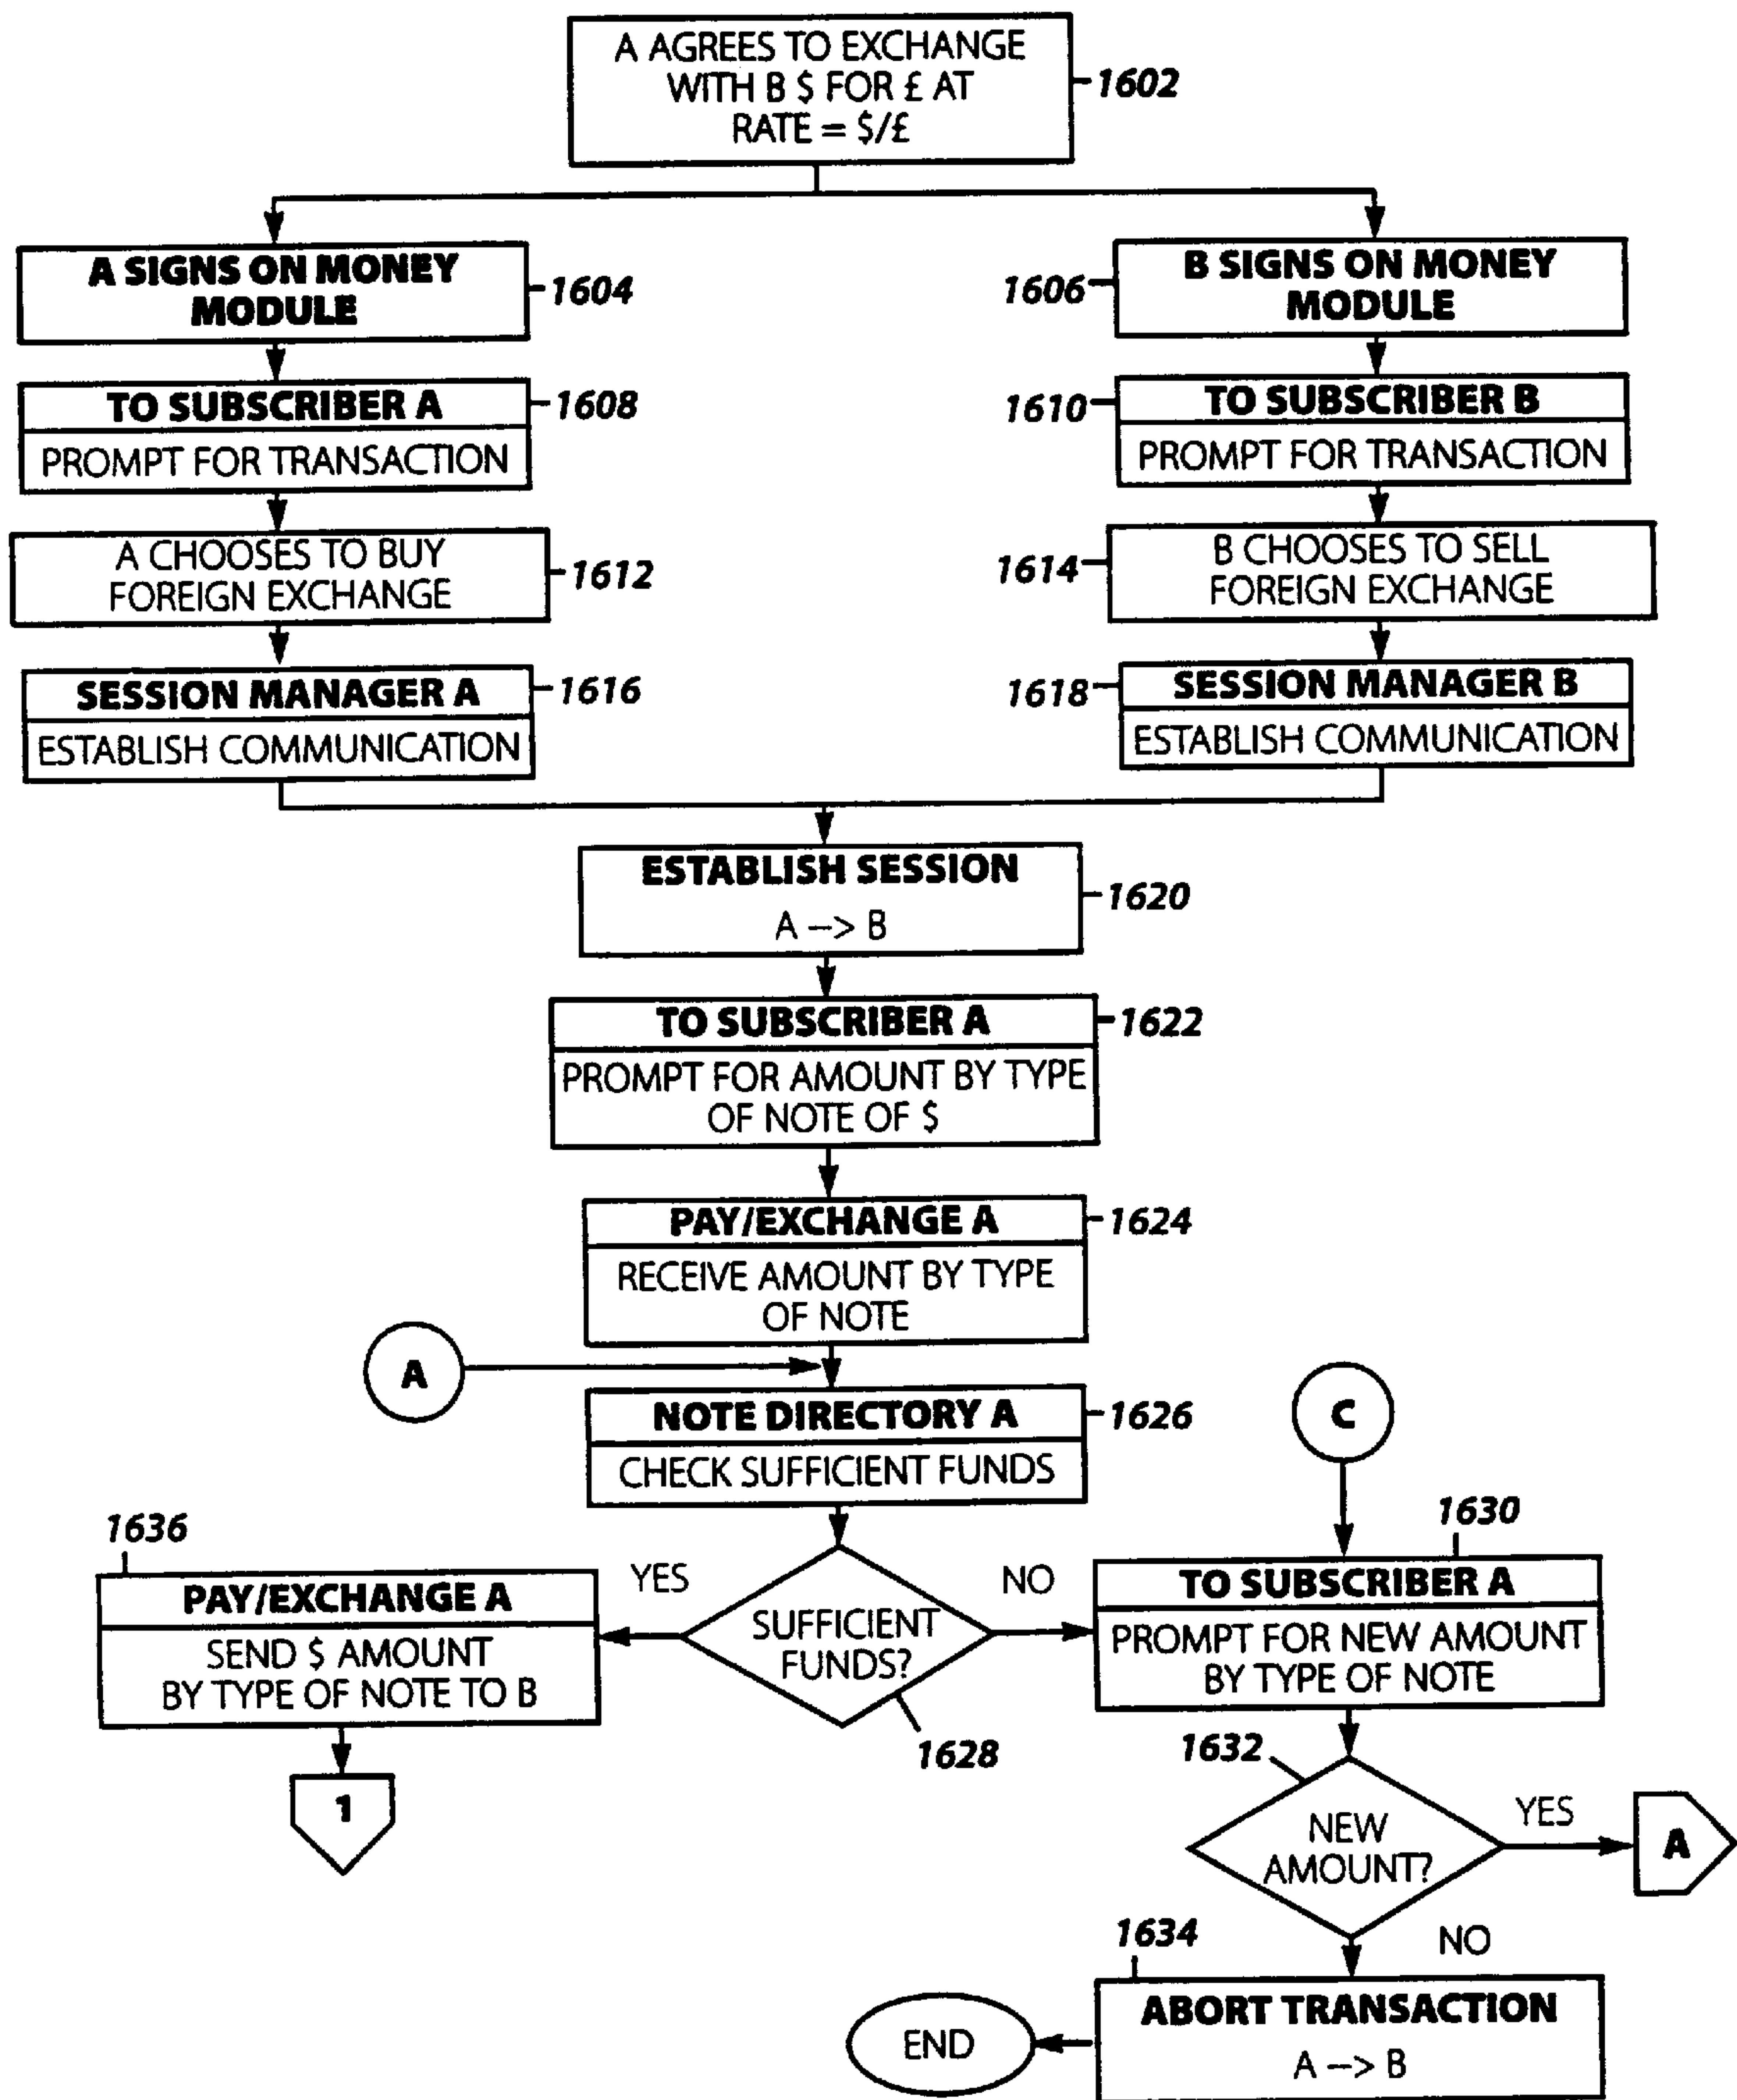 A AGREES TO EXCHANGE
WITH B $ FOR £ AT
RATE = $/£
1602
A SIGNS ON MONEY
MODULE
1604
1606
B SIGNS ON MONEY
MODULE
TO SUBSCRIBER A
1608
PROMPT FOR TRANSACTION
1610
TO SUBSCRIBER B
PROMPT FOR TRANSACTION
A CHOOSES TO BUY
FOREIGN EXCHANGE
1612
1614
B CHOOSES TO SELL
FOREIGN EXCHANGE
SESSION MANAGER A
1616
ESTABLISH COMMUNICATION
1618
SESSION MANAGER B
ESTABLISH COMMUNICATION
ESTABLISH SESSION
A --> B
1620
TO SUBSCRIBER A
1622
PROMPT FOR AMOUNT BY TYPE
OF NOTE OF $
PAY/EXCHANGE A
1624
RECEIVE AMOUNT BY TYPE
OF NOTE
A
NOTE DIRECTORY A
1626
CHECK SUFFICIENT FUNDS
C
1636
PAY/EXCHANGE A
SEND $ AMOUNT
BY TYPE OF NOTE TO B
1
YES
SUFFICIENT
FUNDS?
NO
1628
1630
TO SUBSCRIBER A
PROMPT FOR NEW AMOUNT
BY TYPE OF NOTE
1632
NEW
AMOUNT?
YES
A
NO
1634
ABORT TRANSACTION
A --> B
END